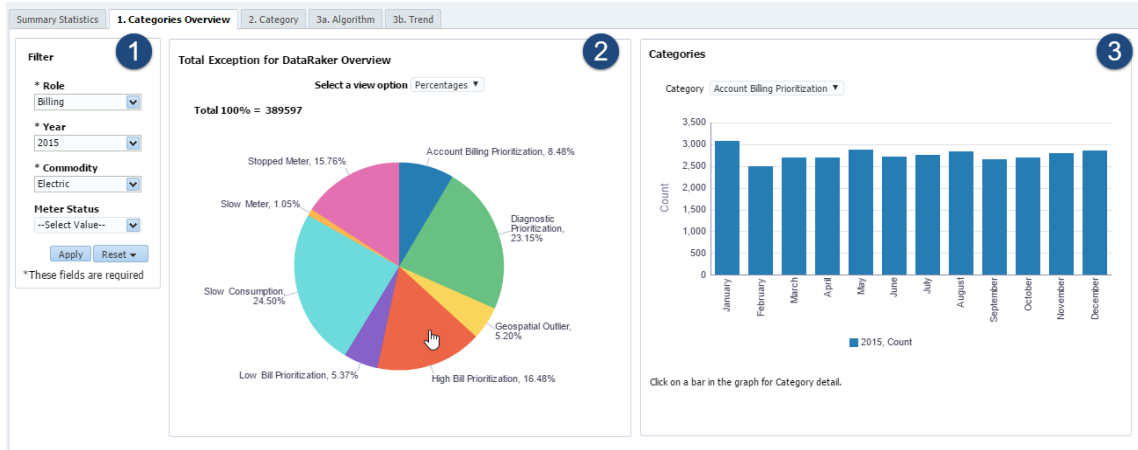 Summary Statistics
1. Categories Overview
2. Category
3a. Algorithm
3b. Trend
1
Filter
* Role
Billing
* Year
2015
* Commodity
Electric
Meter Status
--Select Value--
Apply
Reset
*These fields are required
2
Total Exception for DataRaker Overview
Select a view option Percentages
Total 100% = 389597
Account Billing Prioritization, 8.48%
Diagnostic
Prioritization,
23.15%
Geospatial Outlier,
5.20%
High Bill Prioritization, 16.48%
Low Bill Prioritization, 5.37%
Slow Consumption,
24.50%
Slow Meter, 1.05%
Stopped Meter, 15.76%
3
Categories
Category Account Billing Prioritization
3,500
3,000
2,500
2,000
1,500
1,000
500
0
Count
January
February
March
April
May
June
July
August
September
October
November
December
2015, Count
Click on a bar in the graph for Category detail.